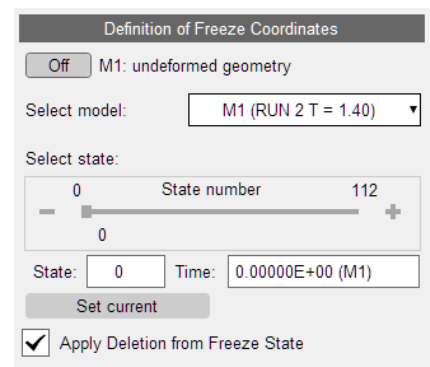 Definition of Freeze Coordinates
Off M1: undeformed geometry
Select model: M1 (RUN 2 T = 1.40)
Select state:
0 State number 112
0
State: 0 Time: 0.00000E+00 (M1)
Set current
Apply Deletion from Freeze State